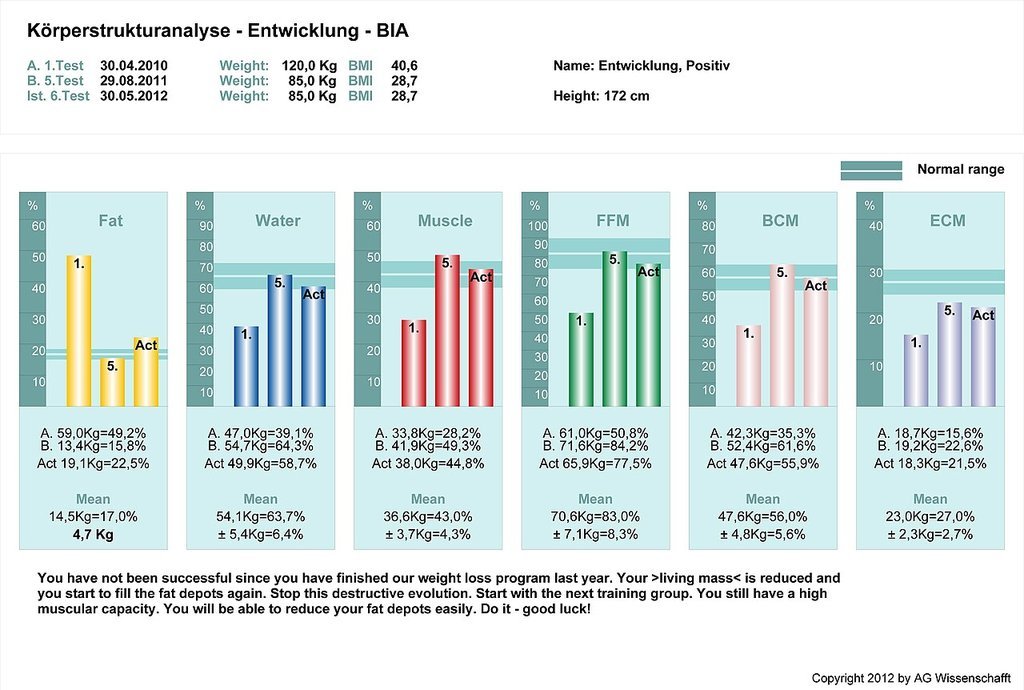 Körperstrukturanalyse - Entwicklung - BIA
A. 1.Test 30.04.2010 Weight: 120,0 Kg BMI 40,6 Name: Entwicklung, Positiv
B. 5.Test 29.08.2011 Weight: 85,0 Kg BMI 28,7
Ist. 6.Test 30.05.2012 Weight: 85,0 Kg BMI 28,7 Height: 172 cm
Normal range
%
Fat
60
50
40
30
20
10
1.
5.
Act
A. 59,0Kg=49,2%
B. 13,4Kg=15,8%
Act 19,1Kg=22,5%
Mean
14,5Kg=17,0%
4,7 Kg
%
Water
90
80
70
60
50
40
30
20
10
1.
5.
Act
A. 47,0Kg=39,1%
B. 54,7Kg=64,3%
Act 49,9Kg=58,7%
Mean
54,1Kg=63,7%
± 5,4Kg=6,4%
%
Muscle
60
50
40
30
20
10
1.
5.
Act
A. 33,8Kg=28,2%
B. 41,9Kg=49,3%
Act 38,0Kg=44,8%
Mean
36,6Kg=43,0%
± 3,7Kg=4,3%
%
FFM
100
90
80
70
60
50
40
30
20
10
1.
5.
Act
A. 61,0Kg=50,8%
B. 71,6Kg=84,2%
Act 65,9Kg=77,5%
Mean
70,6Kg=83,0%
± 7,1Kg=8,3%
%
BCM
80
70
60
50
40
30
20
10
1.
5.
Act
A. 42,3Kg=35,3%
B. 52,4Kg=61,6%
Act 47,6Kg=55,9%
Mean
47,6Kg=56,0%
± 4,8Kg=5,6%
%
ECM
40
30
20
10
1.
5.
Act
A. 18,7Kg=15,6%
B. 19,2Kg=22,6%
Act 18,3Kg=21,5%
Mean
23,0Kg=27,0%
± 2,3Kg=2,7%
You have not been successful since you have finished our weight loss program last year. Your >living mass< is reduced and
you start to fill the fat depots again. Stop this destructive evolution. Start with the next training group. You still have a high
muscular capacity. You will be able to reduce your fat depots easily. Do it - good luck!
Copyright 2012 by AG Wissenschafft